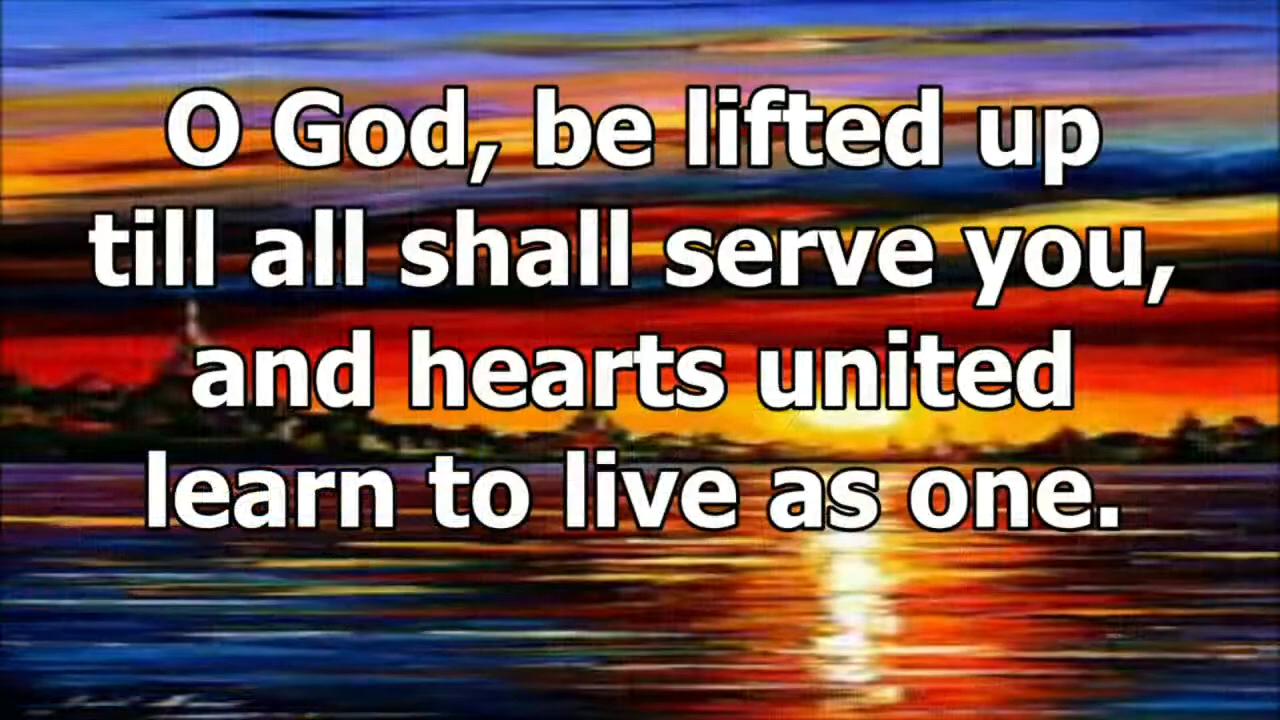 O God, be lifted up
till all shall serve you,
and hearts united
learn to live as one.